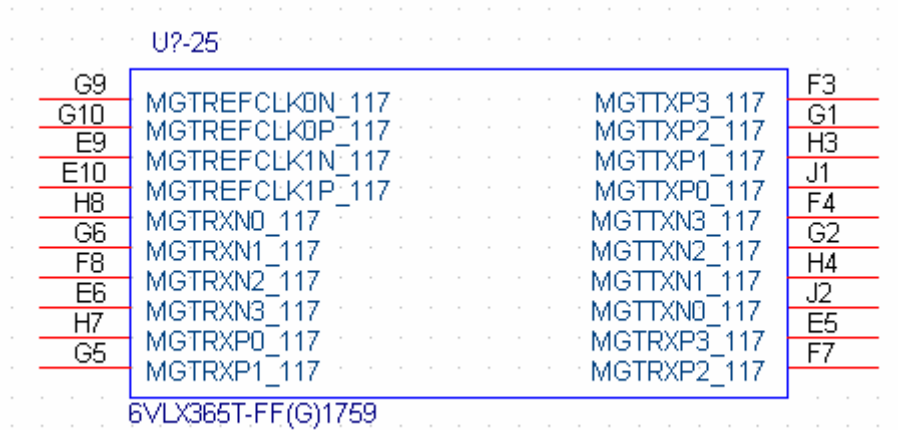 U?-25
G9 MGTREFCLK0N_117 MGTTXP3_117 F3
G10 MGTREFCLK0P_117 MGTTXP2_117 G1
E9 MGTREFCLK1N_117 MGTTXP1_117 H3
E10 MGTREFCLK1P_117 MGTTXP0_117 J1
H8 MGTRXN0_117 MGTTXN3_117 F4
G6 MGTRXN1_117 MGTTXN2_117 G2
F8 MGTRXN2_117 MGTTXN1_117 H4
E6 MGTRXN3_117 MGTTXN0_117 J2
H7 MGTRXP0_117 MGTRXP3_117 E5
G5 MGTRXP1_117 MGTRXP2_117 F7
6VLX365T-FF(G)1759